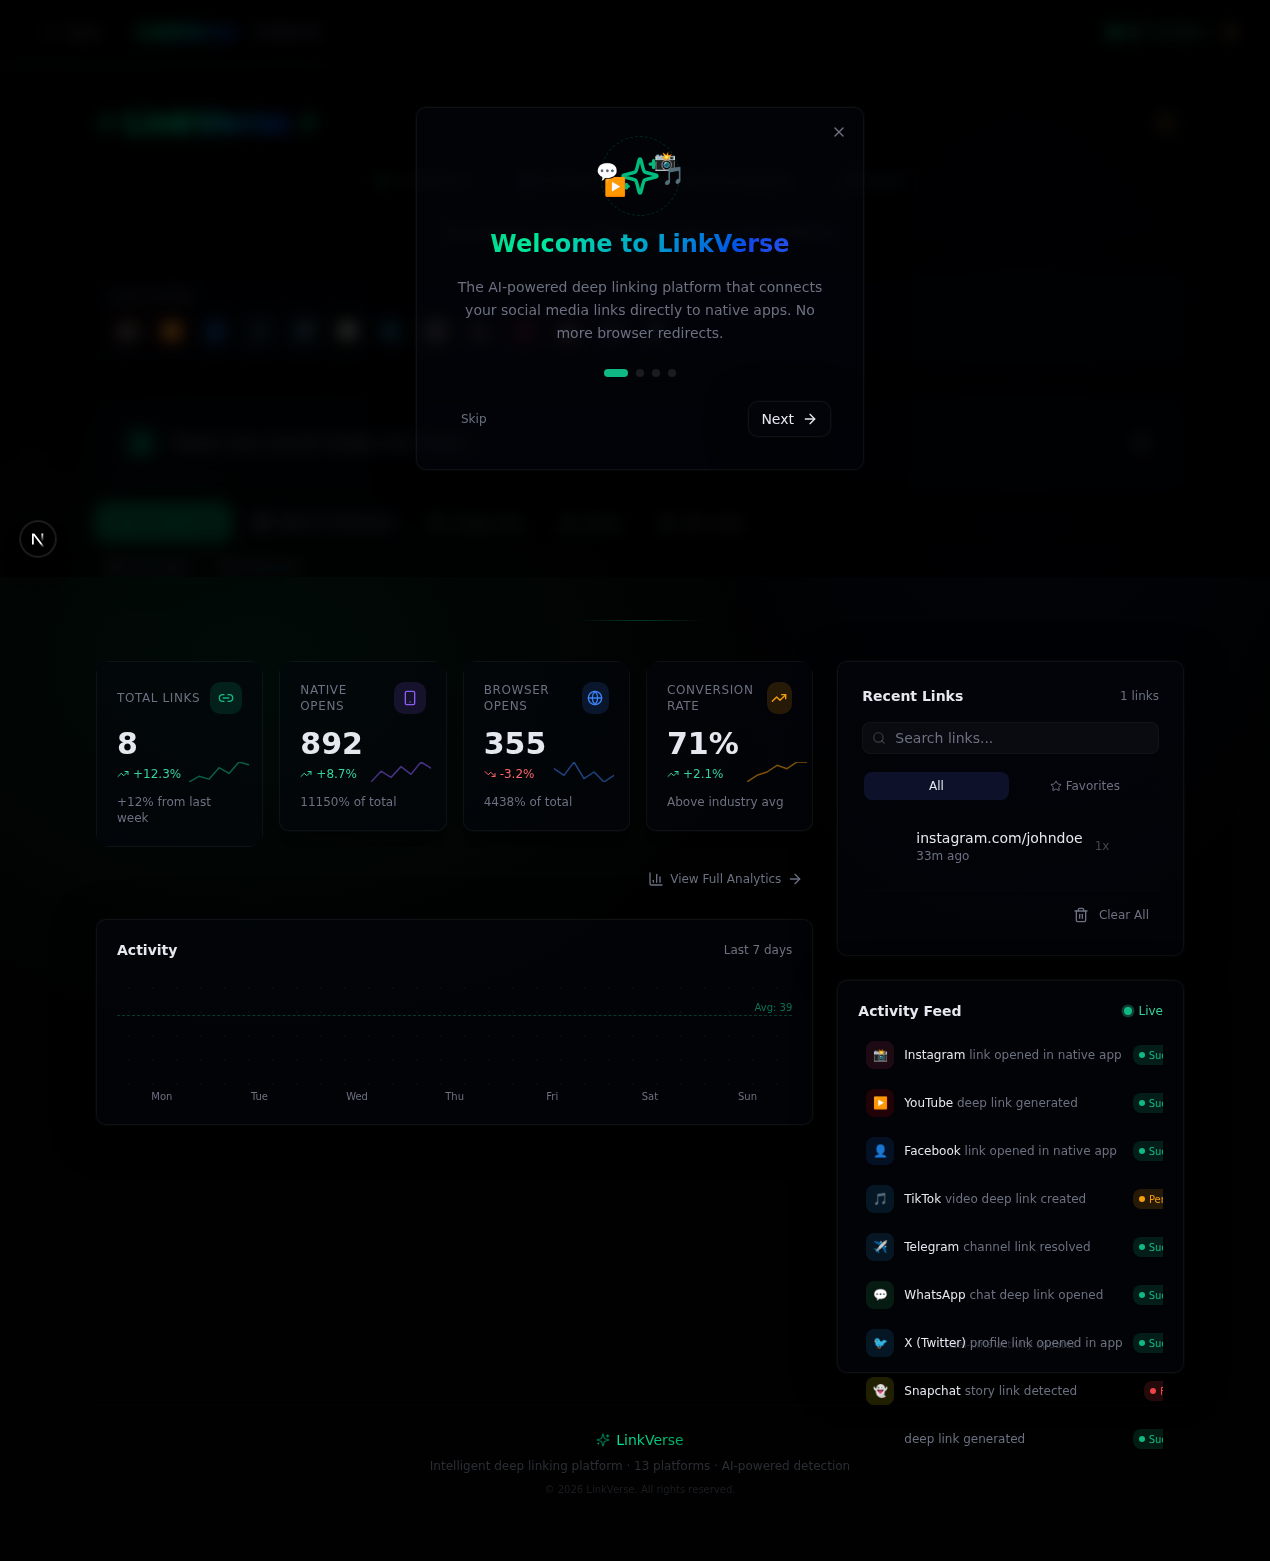 Welcome to LinkVerse
The AI-powered deep linking platform that connects
your social media links directly to native apps. No
more browser redirects.
Skip
Next
N
TOTAL LINKS
8
+12.3%
+12% from last
week
NATIVE
OPENS
892
+8.7%
11150% of total
BROWSER
OPENS
355
-3.2%
4438% of total
CONVERSION
RATE
71%
+2.1%
Above industry avg
View Full Analytics
Activity
Last 7 days
Avg: 39
Mon Tue Wed Thu Fri Sat Sun
Recent Links
1 links
Search links...
All
Favorites
instagram.com/johndoe
33m ago
1x
Clear All
Activity Feed
Live
Instagram link opened in native app
YouTube deep link generated
Facebook link opened in native app
TikTok video deep link created
Telegram channel link resolved
WhatsApp chat deep link opened
X (Twitter) profile link opened in app
Snapchat story link detected
deep link generated
LinkVerse
Intelligent deep linking platform · 13 platforms · AI-powered detection
© 2026 LinkVerse. All rights reserved.